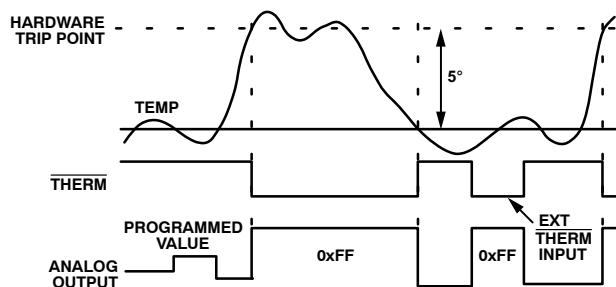 HARDWARE
TRIP POINT
5°
TEMP
THERM
EXT
THERM
INPUT
PROGRAMMED
VALUE
0xFF
0xFF
ANALOG
OUTPUT